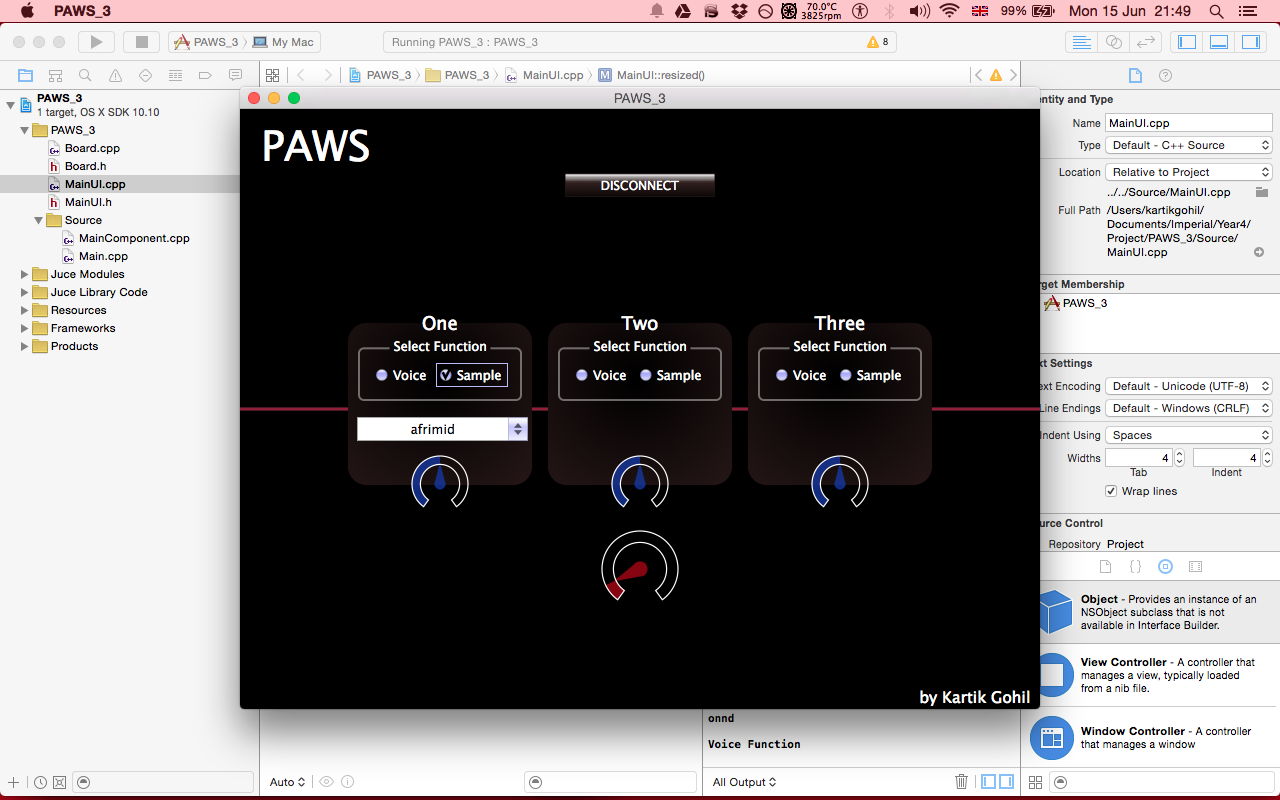 PAWS_3
70.0°C
3825rpm
99%
Mon 15 Jun 21:49
PAWS_3
My Mac
Running PAWS_3 : PAWS_3
8
PAWS_3
PAWS_3
MainUI.cpp
MainUI::resized()
PAWS_3
1 target, OS X SDK 10.10
PAWS_3
Board.cpp
Board.h
MainUI.cpp
MainUI.h
Source
MainComponent.cpp
Main.cpp
Juce Modules
Juce Library Code
Resources
Frameworks
Products
PAWS_3
PAWS
DISCONNECT
One
Select Function
Voice
Sample
afrimid
Two
Select Function
Voice
Sample
Three
Select Function
Voice
Sample
by Kartik Gohil
onnd
Voice Function
Auto
All Output
entity and Type
Name MainUI.cpp
Type Default - C++ Source
Location Relative to Project
../../Source/MainUI.cpp
Full Path /Users/kartikgohil/
Documents/Imperial/Year4/
Project/PAWS_3/Source/
MainUI.cpp
rget Membership
PAWS_3
xt Settings
ext Encoding Default - Unicode (UTF-8)
Line Endings Default - Windows (CRLF)
Indent Using Spaces
Widths 4 4
Tab Indent
Wrap lines
urce Control
Repository Project
Object - Provides an instance of an
NSObject subclass that is not
available in Interface Builder.
View Controller - A controller that
manages a view, typically loaded
from a nib file.
Window Controller - A controller
that manages a window